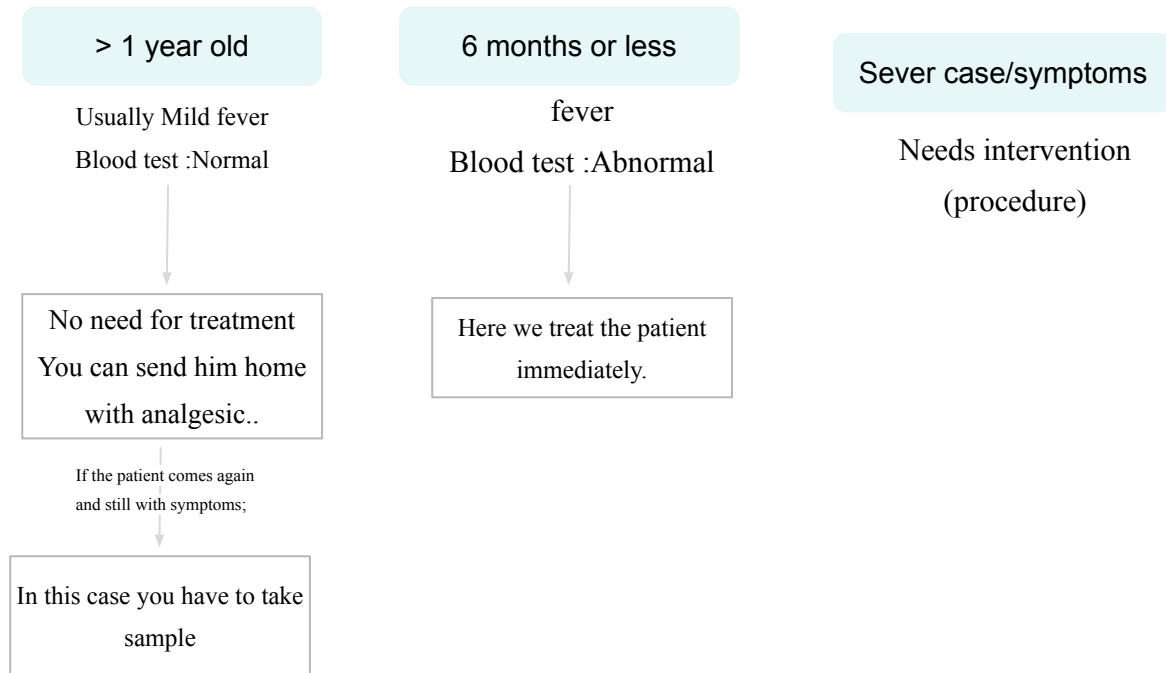 > 1 year old
Usually Mild fever
Blood test :Normal
No need for treatment
You can send him home
with analgesic..
If the patient comes again
and still with symptoms;
In this case you have to take
sample
6 months or less
fever
Blood test :Abnormal
Here we treat the patient
immediately.
Sever case/symptoms
Needs intervention
(procedure)